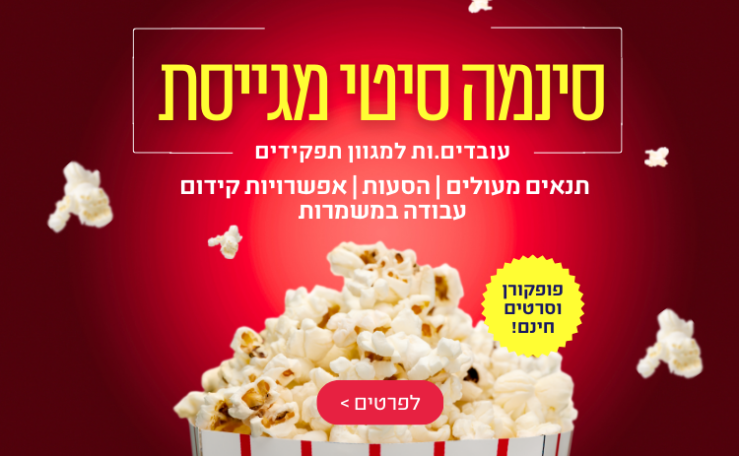 סינמה סיטי מגייסת
עובדים.ות למגוון תפקידים
תנאים מעולים | הסעות | אפשרויות קידום
עבודה במשמרות
פופקורן
וסרטים
חינם!
לפרטים >